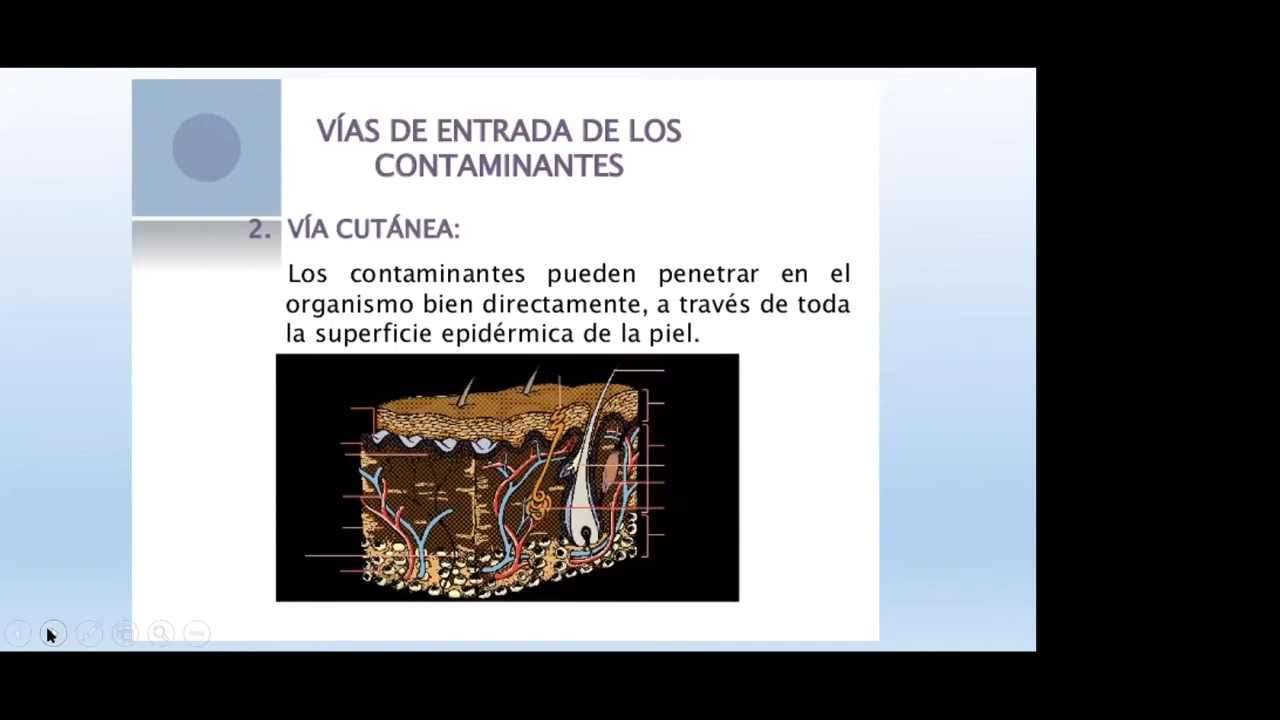 VÍAS DE ENTRADA DE LOS
CONTAMINANTES
2. VÍA CUTÁNEA:
Los contaminantes pueden penetrar en el
organismo bien directamente, a través de toda
la superficie epidérmica de la piel.